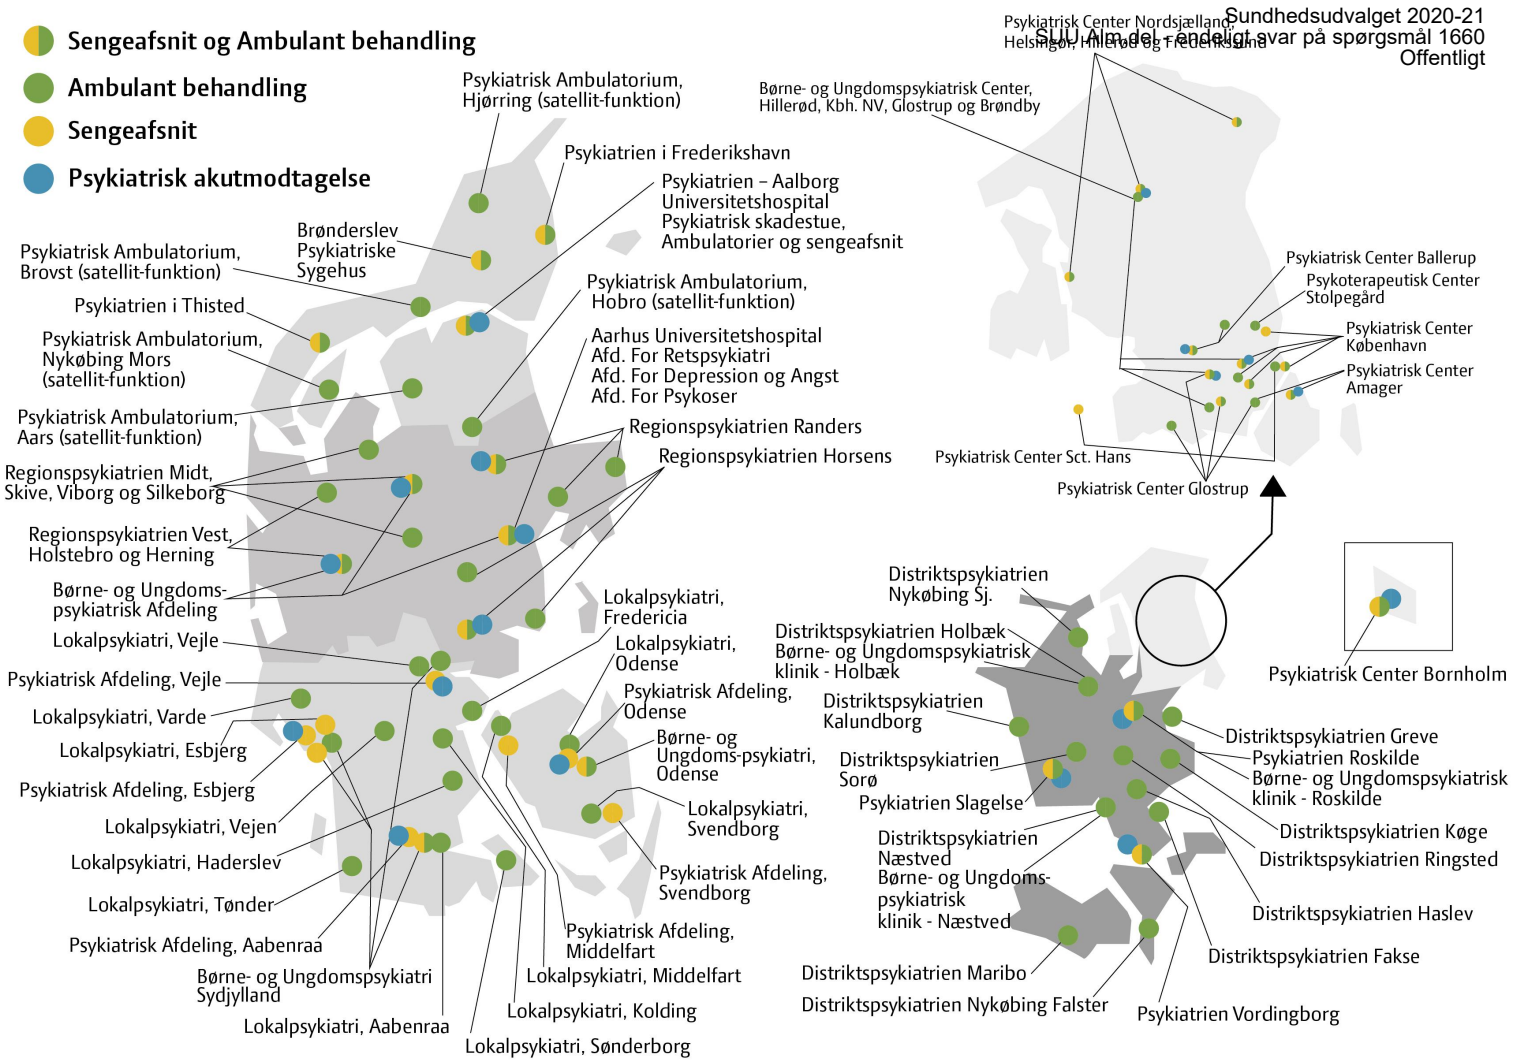 Sundhedsudvalget 2020-21
SUU Alm.del - endeligt svar på spørgsmål 1660
Offentligt
Sengeafsnit og Ambulant behandling
Ambulant behandling
Sengeafsnit
Psykiatrisk akutmodtagelse
Psykiatrisk Ambulatorium,
Hjørring (satellit-funktion)
Psykiatrien i Frederikshavn
Psykiatrien – Aalborg
Universitetshospital
Psykiatrisk skadestue,
Ambulatorier og sengeafsnit
Brønderslev
Psykiatriske
Sygehus
Psykiatrisk Ambulatorium,
Brovst (satellit-funktion)
Psykiatrien i Thisted
Psykiatrisk Ambulatorium,
Nykøbing Mors
(satellit-funktion)
Psykiatrisk Ambulatorium,
Hobro (satellit-funktion)
Aarhus Universitetshospital
Afd. For Retspsykiatri
Afd. For Depression og Angst
Afd. For Psykoser
Psykiatrisk Ambulatorium,
Aars (satellit-funktion)
Regionspsykiatrien Randers
Regionspsykiatrien Horsens
Regionspsykiatrien Midt,
Skive, Viborg og Silkeborg
Regionspsykiatrien Vest,
Holstebro og Herning
Børne- og Ungdoms-
psykiatrisk Afdeling
Lokalpsykiatri, Vejle
Psykiatrisk Afdeling, Vejle
Lokalpsykiatri, Varde
Lokalpsykiatri, Esbjerg
Psykiatrisk Afdeling, Esbjerg
Lokalpsykiatri, Vejen
Lokalpsykiatri, Haderslev
Lokalpsykiatri, Tønder
Psykiatrisk Afdeling, Aabenraa
Børne- og Ungdomspsykiatri
Sydjylland
Lokalpsykiatri, Aabenraa
Lokalpsykiatri,
Fredericia
Lokalpsykiatri,
Odense
Psykiatrisk Afdeling,
Odense
Børne- og
Ungdoms-psykiatri,
Odense
Lokalpsykiatri,
Svendborg
Psykiatrisk Afdeling,
Svendborg
Psykiatrisk Afdeling,
Middelfart
Lokalpsykiatri, Middelfart
Lokalpsykiatri, Kolding
Lokalpsykiatri, Sønderborg
Psykiatrisk Center Nordsjælland,
Helsingør, Hillerød og Frederikssund
Børne- og Ungdomspsykiatrisk Center,
Hillerød, Kbh. NV, Glostrup og Brøndby
Psykiatrisk Center Ballerup
Psykoterapeutisk Center
Stolpegård
Psykiatrisk Center
København
Psykiatrisk Center
Amager
Psykiatrisk Center Sct. Hans
Psykiatrisk Center Glostrup
Psykiatrisk Center Bornholm
Distriktspsykiatrien
Nykøbing Sj.
Distriktspsykiatrien Holbæk
Børne- og Ungdomspsykiatrisk
klinik - Holbæk
Distriktspsykiatrien
Kalundborg
Distriktspsykiatrien
Sorø
Psykiatrien Slagelse
Distriktspsykiatrien
Næstved
Børne- og Ungdoms-
psykiatrisk
klinik - Næstved
Distriktspsykiatrien Maribo
Distriktspsykiatrien Nykøbing Falster
Distriktspsykiatrien Greve
Psykiatrien Roskilde
Børne- og Ungdomspsykiatrisk
klinik - Roskilde
Distriktspsykiatrien Køge
Distriktspsykiatrien Ringsted
Distriktspsykiatrien Haslev
Distriktspsykiatrien Fakse
Psykiatrien Vordingborg